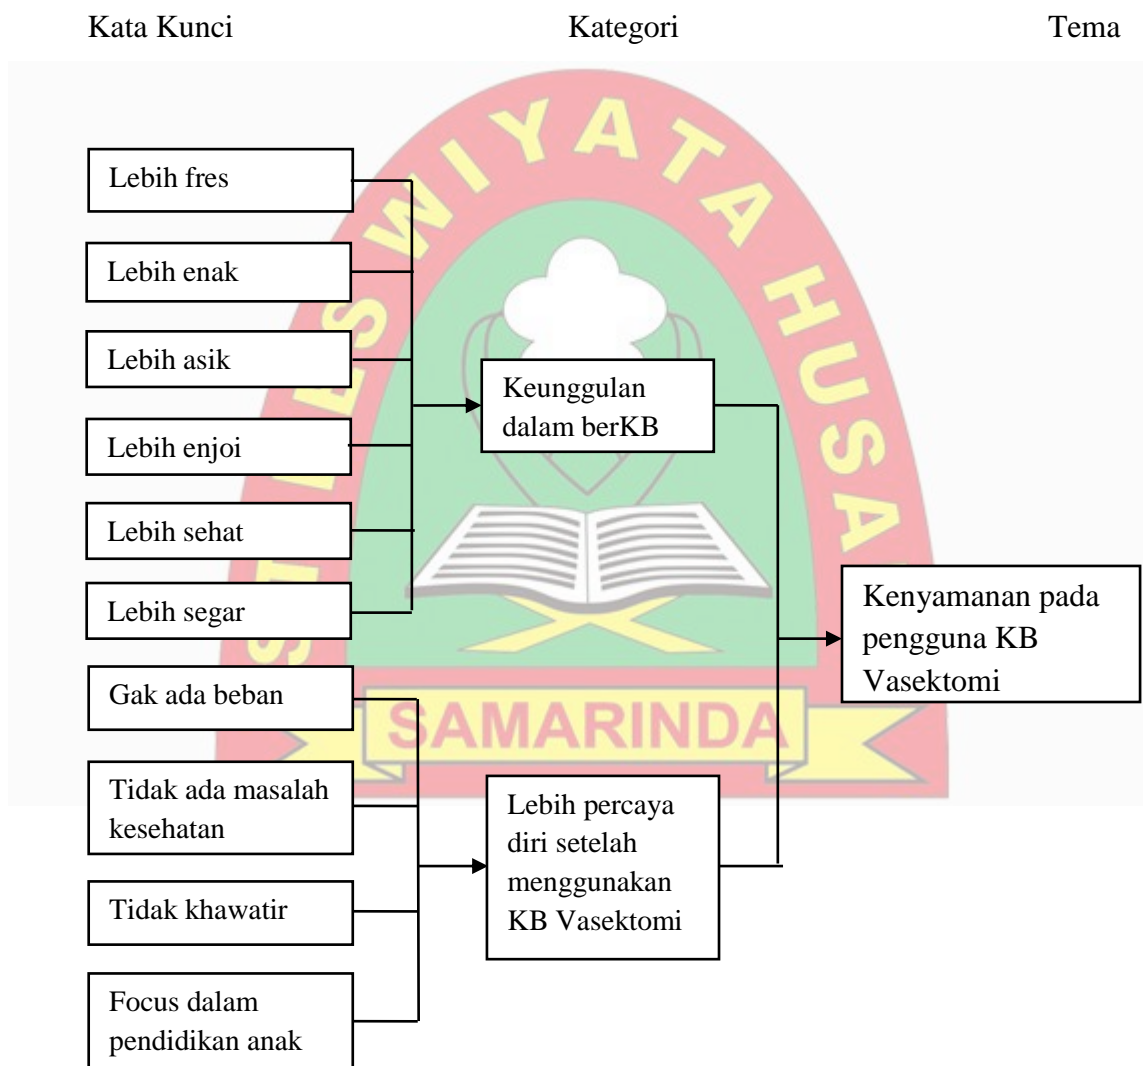 Kata Kunci Kategori Tema
Lebih fres
Lebih enak
Lebih asik
Lebih enjoi
Lebih sehat
Lebih segar
Gak ada beban
Tidak ada masalah
kesehatan
Tidak khawatir
Focus dalam
pendidikan anak
Keunggulan
dalam berKB
Lebih percaya
diri setelah
menggunakan
KB Vasektomi
Kenyamanan pada
pengguna KB
Vasektomi
WIYATA HUSA
SAMARINDA